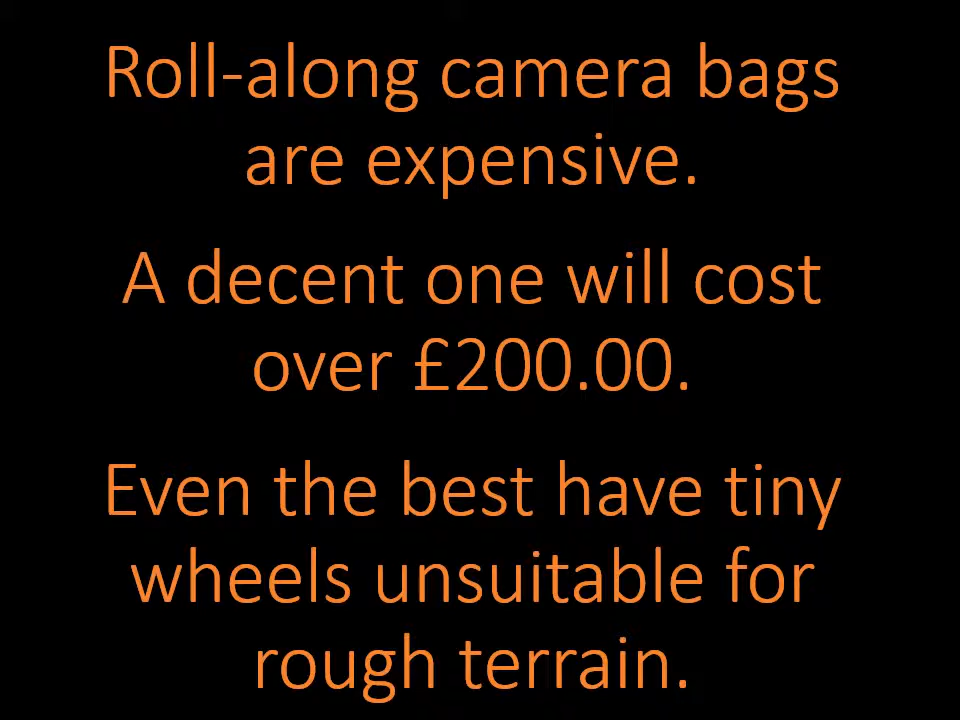 Roll-along camera bags
are expensive.
A decent one will cost
over £200.00.
Even the best have tiny
wheels unsuitable for
rough terrain.